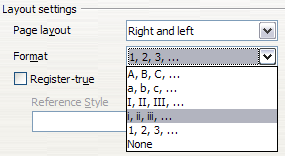 Layout settings
Page layout Right and left
Format 1, 2, 3, ...
A, B, C, ...
Register-true a, b, c, ...
Reference Style I, II, III, ...
i, ii, iii, ...
1, 2, 3, ...
None